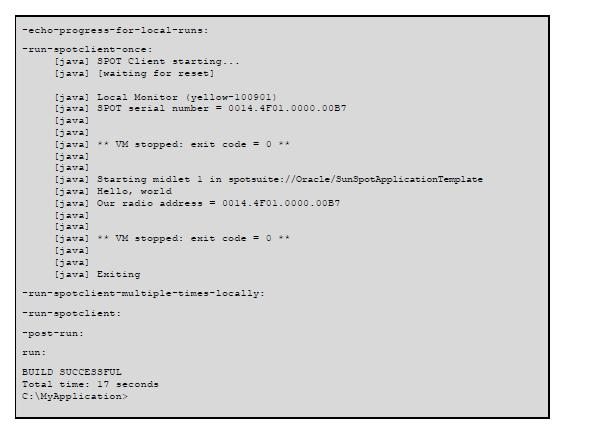 -echo-progress-for-local-runs:
-run-spotclient-once:
[java] SPOT Client starting...
[java] [waiting for reset]
[java] Local Monitor (yellow-100901)
[java] SPOT serial number = 0014.4F01.0000.00B7
[java]
[java]
[java] ** VM stopped: exit code = 0 **
[java]
[java]
[java] Starting midlet 1 in spotsuite://Oracle/SunSpotApplicationTemplate
[java] Hello, world
[java] Our radio address = 0014.4F01.0000.00B7
[java]
[java]
[java] ** VM stopped: exit code = 0 **
[java]
[java]
[java] Exiting
-run-spotclient-multiple-times-locally:
-run-spotclient:
-post-run:
run:
BUILD SUCCESSFUL
Total time: 17 seconds
C:\MyApplication>